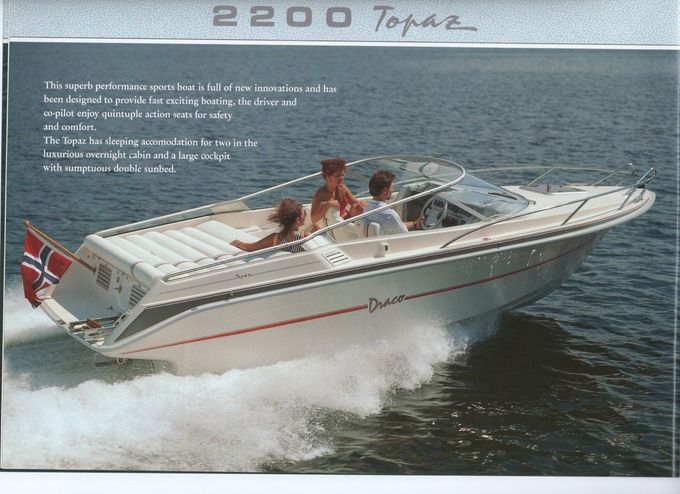 2200 Topaz
This superb performance sports boat is full of new innovations and has
been designed to provide fast exciting boating, the driver and
co-pilot enjoy quintuple action seats for safety
and comfort.
The Topaz has sleeping accomodation for two in the
luxurious overnight cabin and a large cockpit
with sumptuous double sunbed.
Topaz
Draco